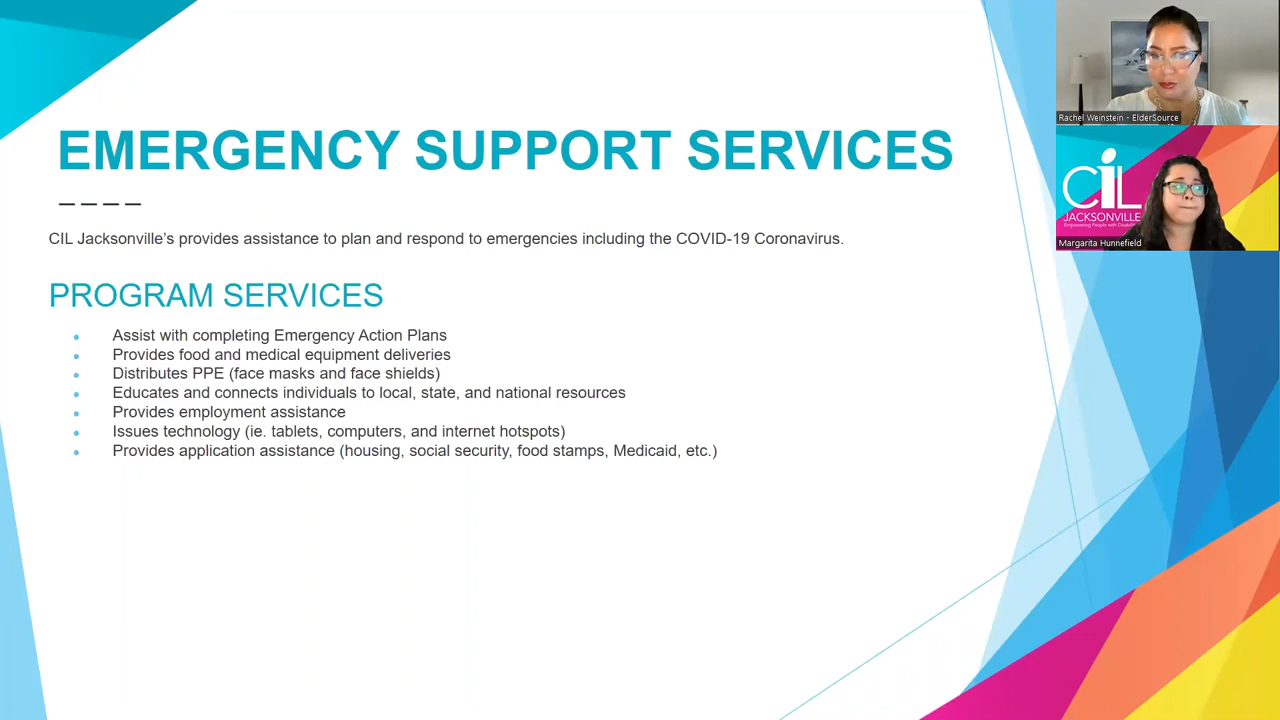 EMERGENCY SUPPORT SERVICES
CIL Jacksonville's provides assistance to plan and respond to emergencies including the COVID-19 Coronavirus.
PROGRAM SERVICES
Assist with completing Emergency Action Plans
Provides food and medical equipment deliveries
Distributes PPE (face masks and face shields)
Educates and connects individuals to local, state, and national resources
Provides employment assistance
Issues technology (ie. tablets, computers, and internet hotspots)
Provides application assistance (housing, social security, food stamps, Medicaid, etc.)
Rachel Weinstein - ElderSource
CIL
JACKSONVILLE
Empowering People with
Margarita Hunnefield